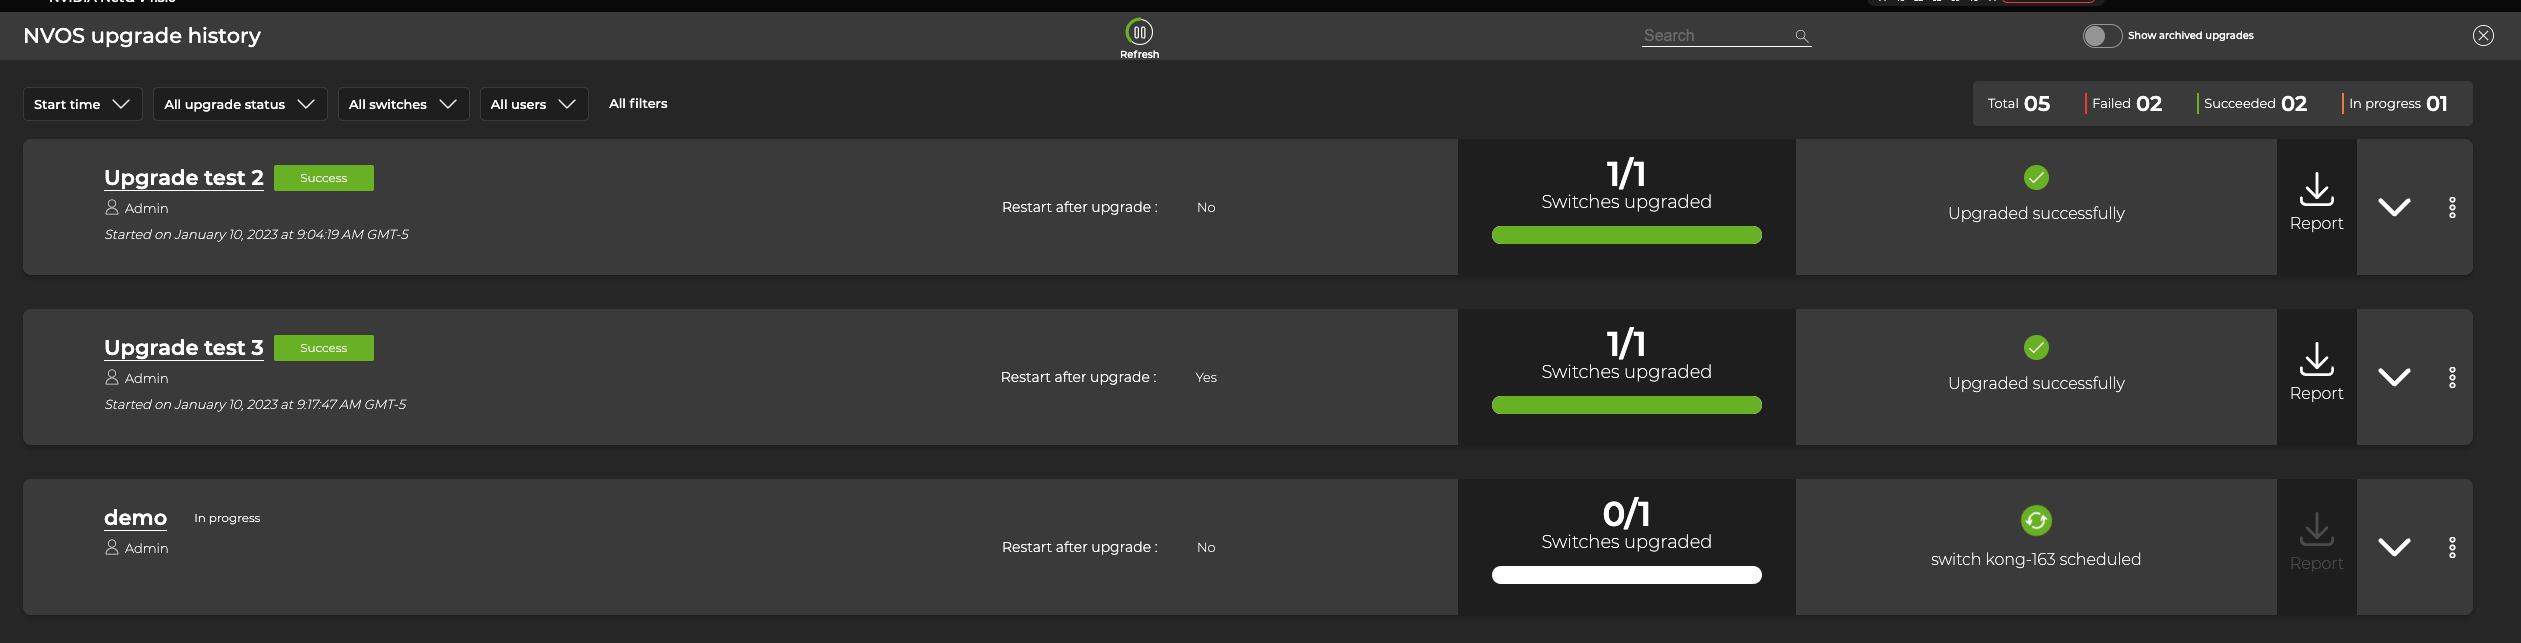 NVOS upgrade history
Refresh
Search
Show archived upgrades
Start time
All upgrade status
All switches
All users
All filters
Total 05
Failed 02
Succeeded 02
In progress 01
Upgrade test 2
Success
Admin
Started on January 10, 2023 at 9:04:19 AM GMT-5
Restart after upgrade : No
1/1
Switches upgraded
Upgraded successfully
Report
Upgrade test 3
Success
Admin
Started on January 10, 2023 at 9:17:47 AM GMT-5
Restart after upgrade : Yes
1/1
Switches upgraded
Upgraded successfully
Report
demo
In progress
Admin
Restart after upgrade : No
0/1
Switches upgraded
switch kong-163 scheduled
Report